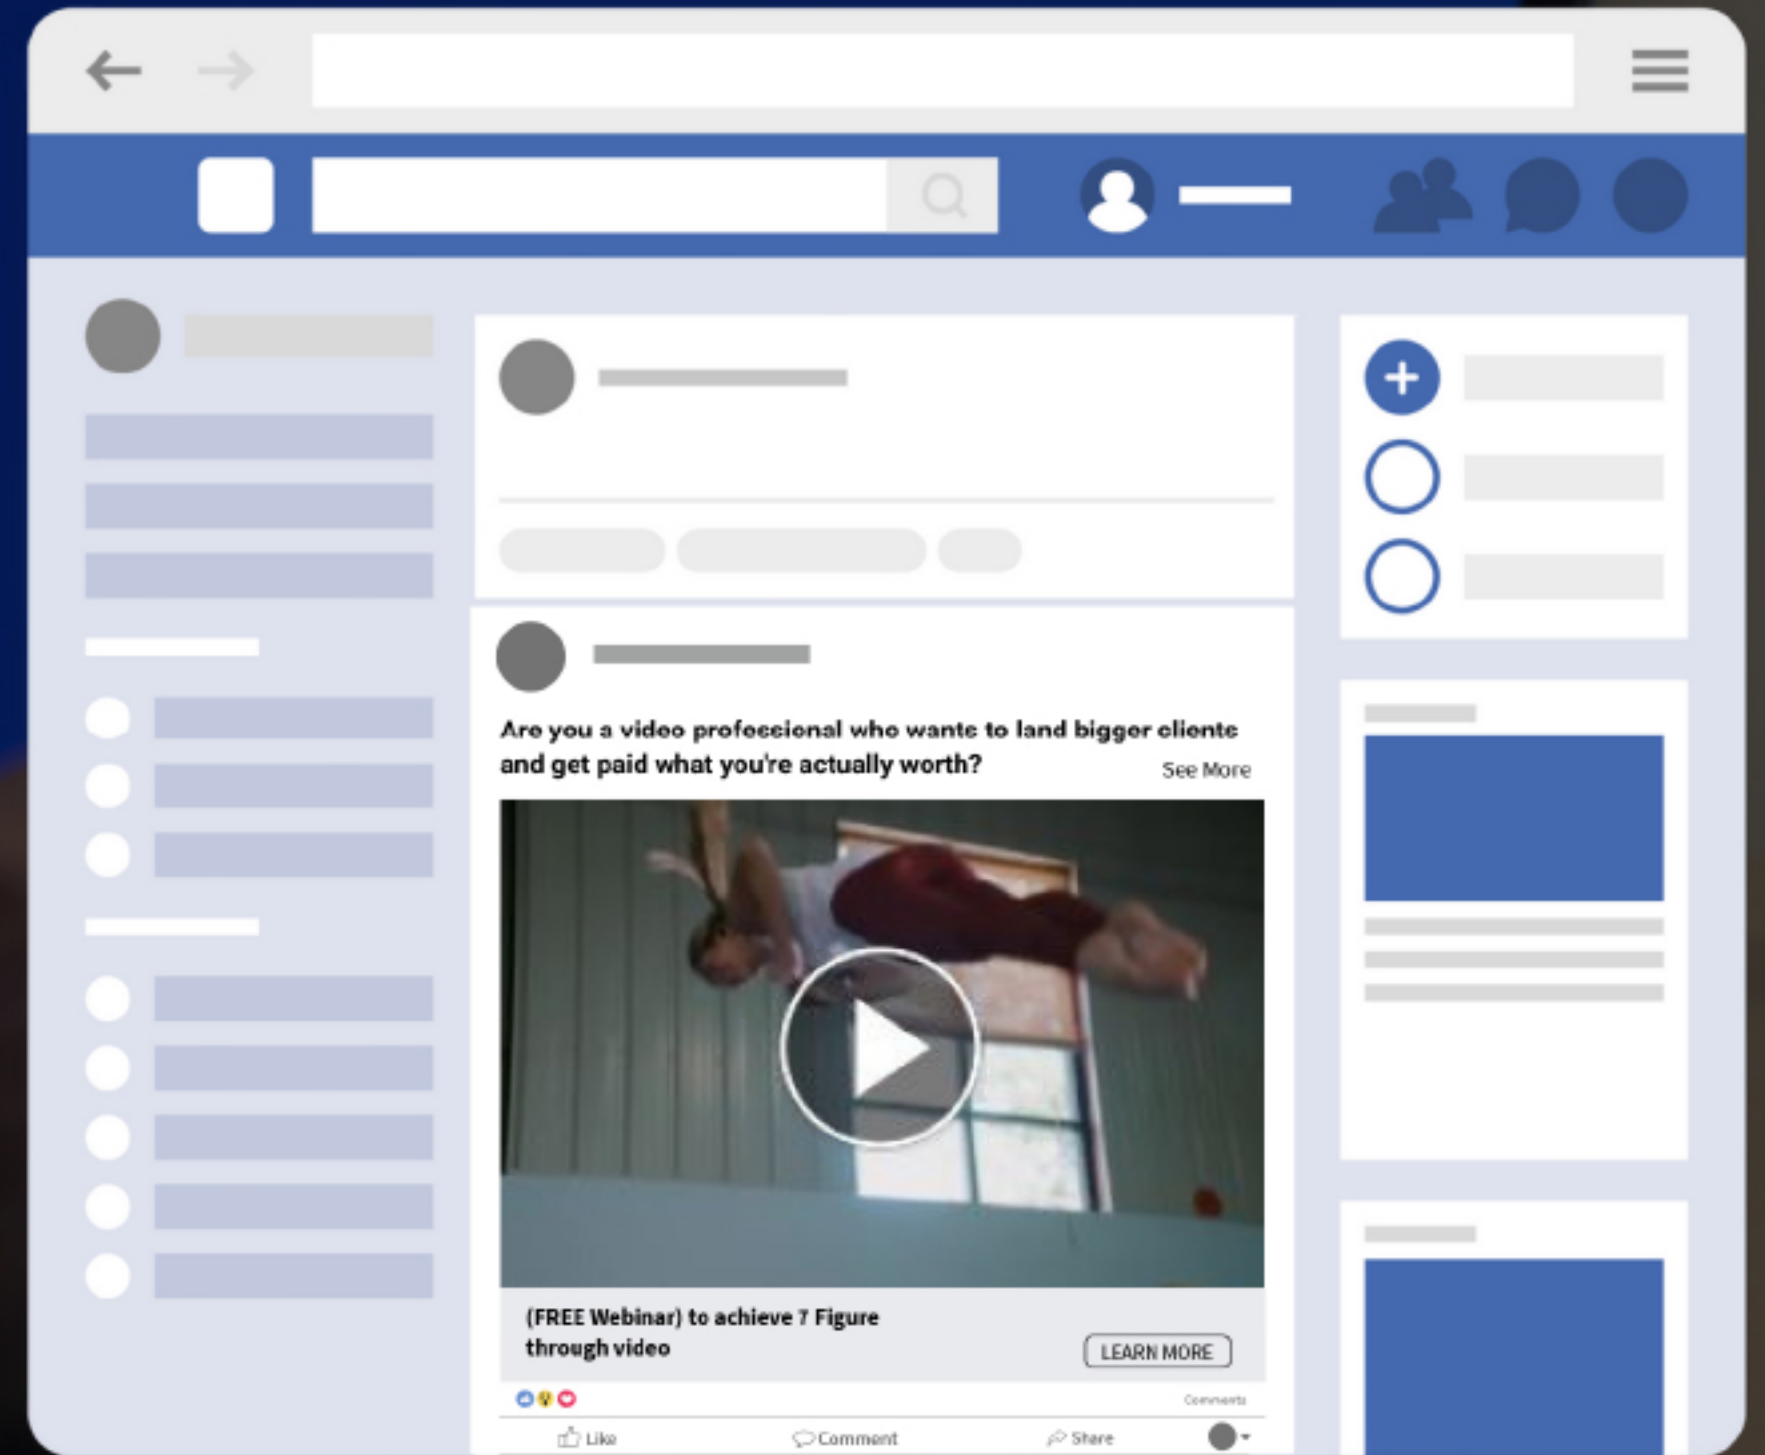 Are you a video professional who wants to land bigger clients
and get paid what you're actually worth?
See More
(FREE Webinar) to achieve 7 Figure
through video
LEARN MORE
Comments
Like
Comment
Share